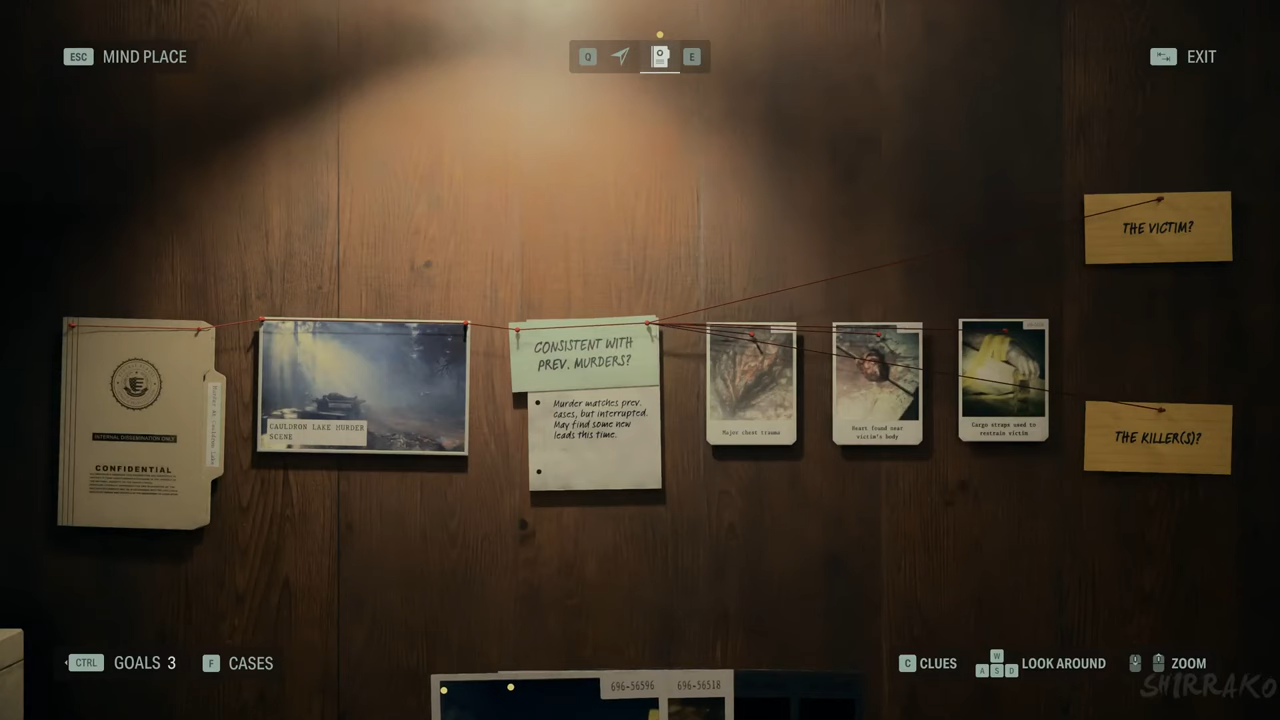 ESC MIND PLACE
Q E
EXIT
THE VICTIM?
CONSISTENT WITH
PREV. MURDERS?
Murder matches prev.
cases, but interrupted.
May find some new
leads this time.
CAULDRON LAKE MURDER
SCENE
INTERNAL DISSEMINATION ONLY
CONFIDENTIAL
Major chest trauma
Heart found near
victim's body
Cargo straps used to
restrain victim
THE KILLER(S)?
CTRL GOALS 3
F CASES
C CLUES
W
A S D
LOOK AROUND
ZOOM
696-56596
696-56518
SHIRRAKO